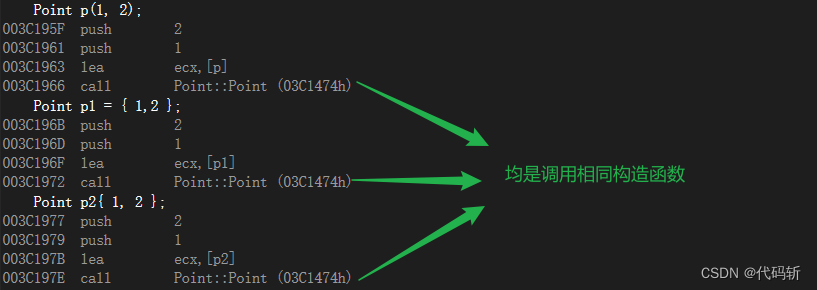 Point p(1, 2);
003C195F push 2
003C1961 push 1
003C1963 lea ecx,[p]
003C1966 call Point::Point (03C1474h)
Point p1 = { 1,2 };
003C196B push 2
003C196D push 1
003C196F lea ecx,[p1]
003C1972 call Point::Point (03C1474h)
均是调用相同构造函数
Point p2{ 1, 2 };
003C1977 push 2
003C1979 push 1
003C197B lea ecx,[p2]
003C197E call Point::Point (03C1474h)
CSDN @代码斩